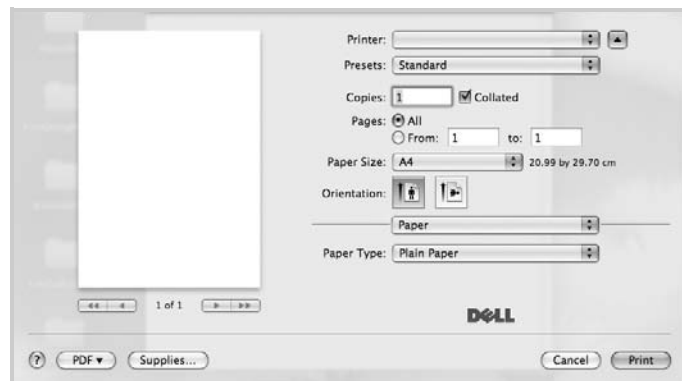 Printer:
Presets: Standard
Copies: 1 Collated
Pages: All
From: 1 to: 1
Paper Size: A4 20.99 by 29.70 cm
Orientation:
Paper
Paper Type: Plain Paper
1 of 1
DELL
? PDF Supplies... Cancel Print